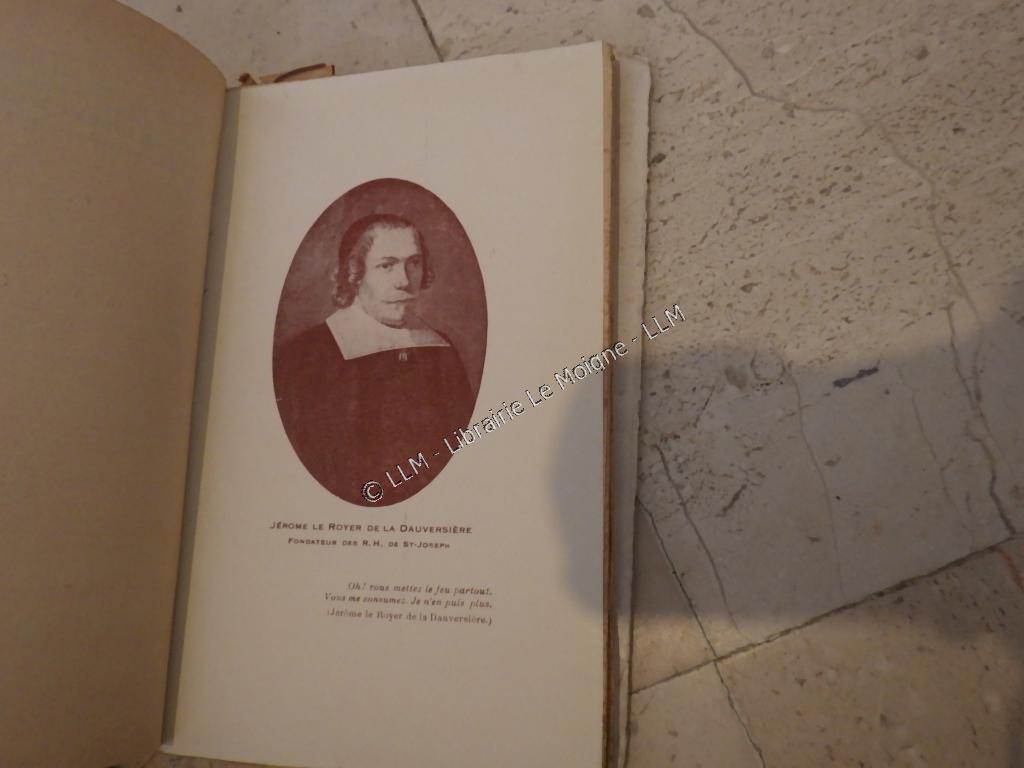 © LLM - Librairie Le Moigne - LLM
JÉROME LE ROYER DE LA DAUVERSIÈRE
FONDATEUR DES R. H. DE ST-JOSEPH
Oh! vous mettez le feu partout.
Vous me consumez. Je n'en puis plus.
(Jérôme le Royer de la Dauversière.)